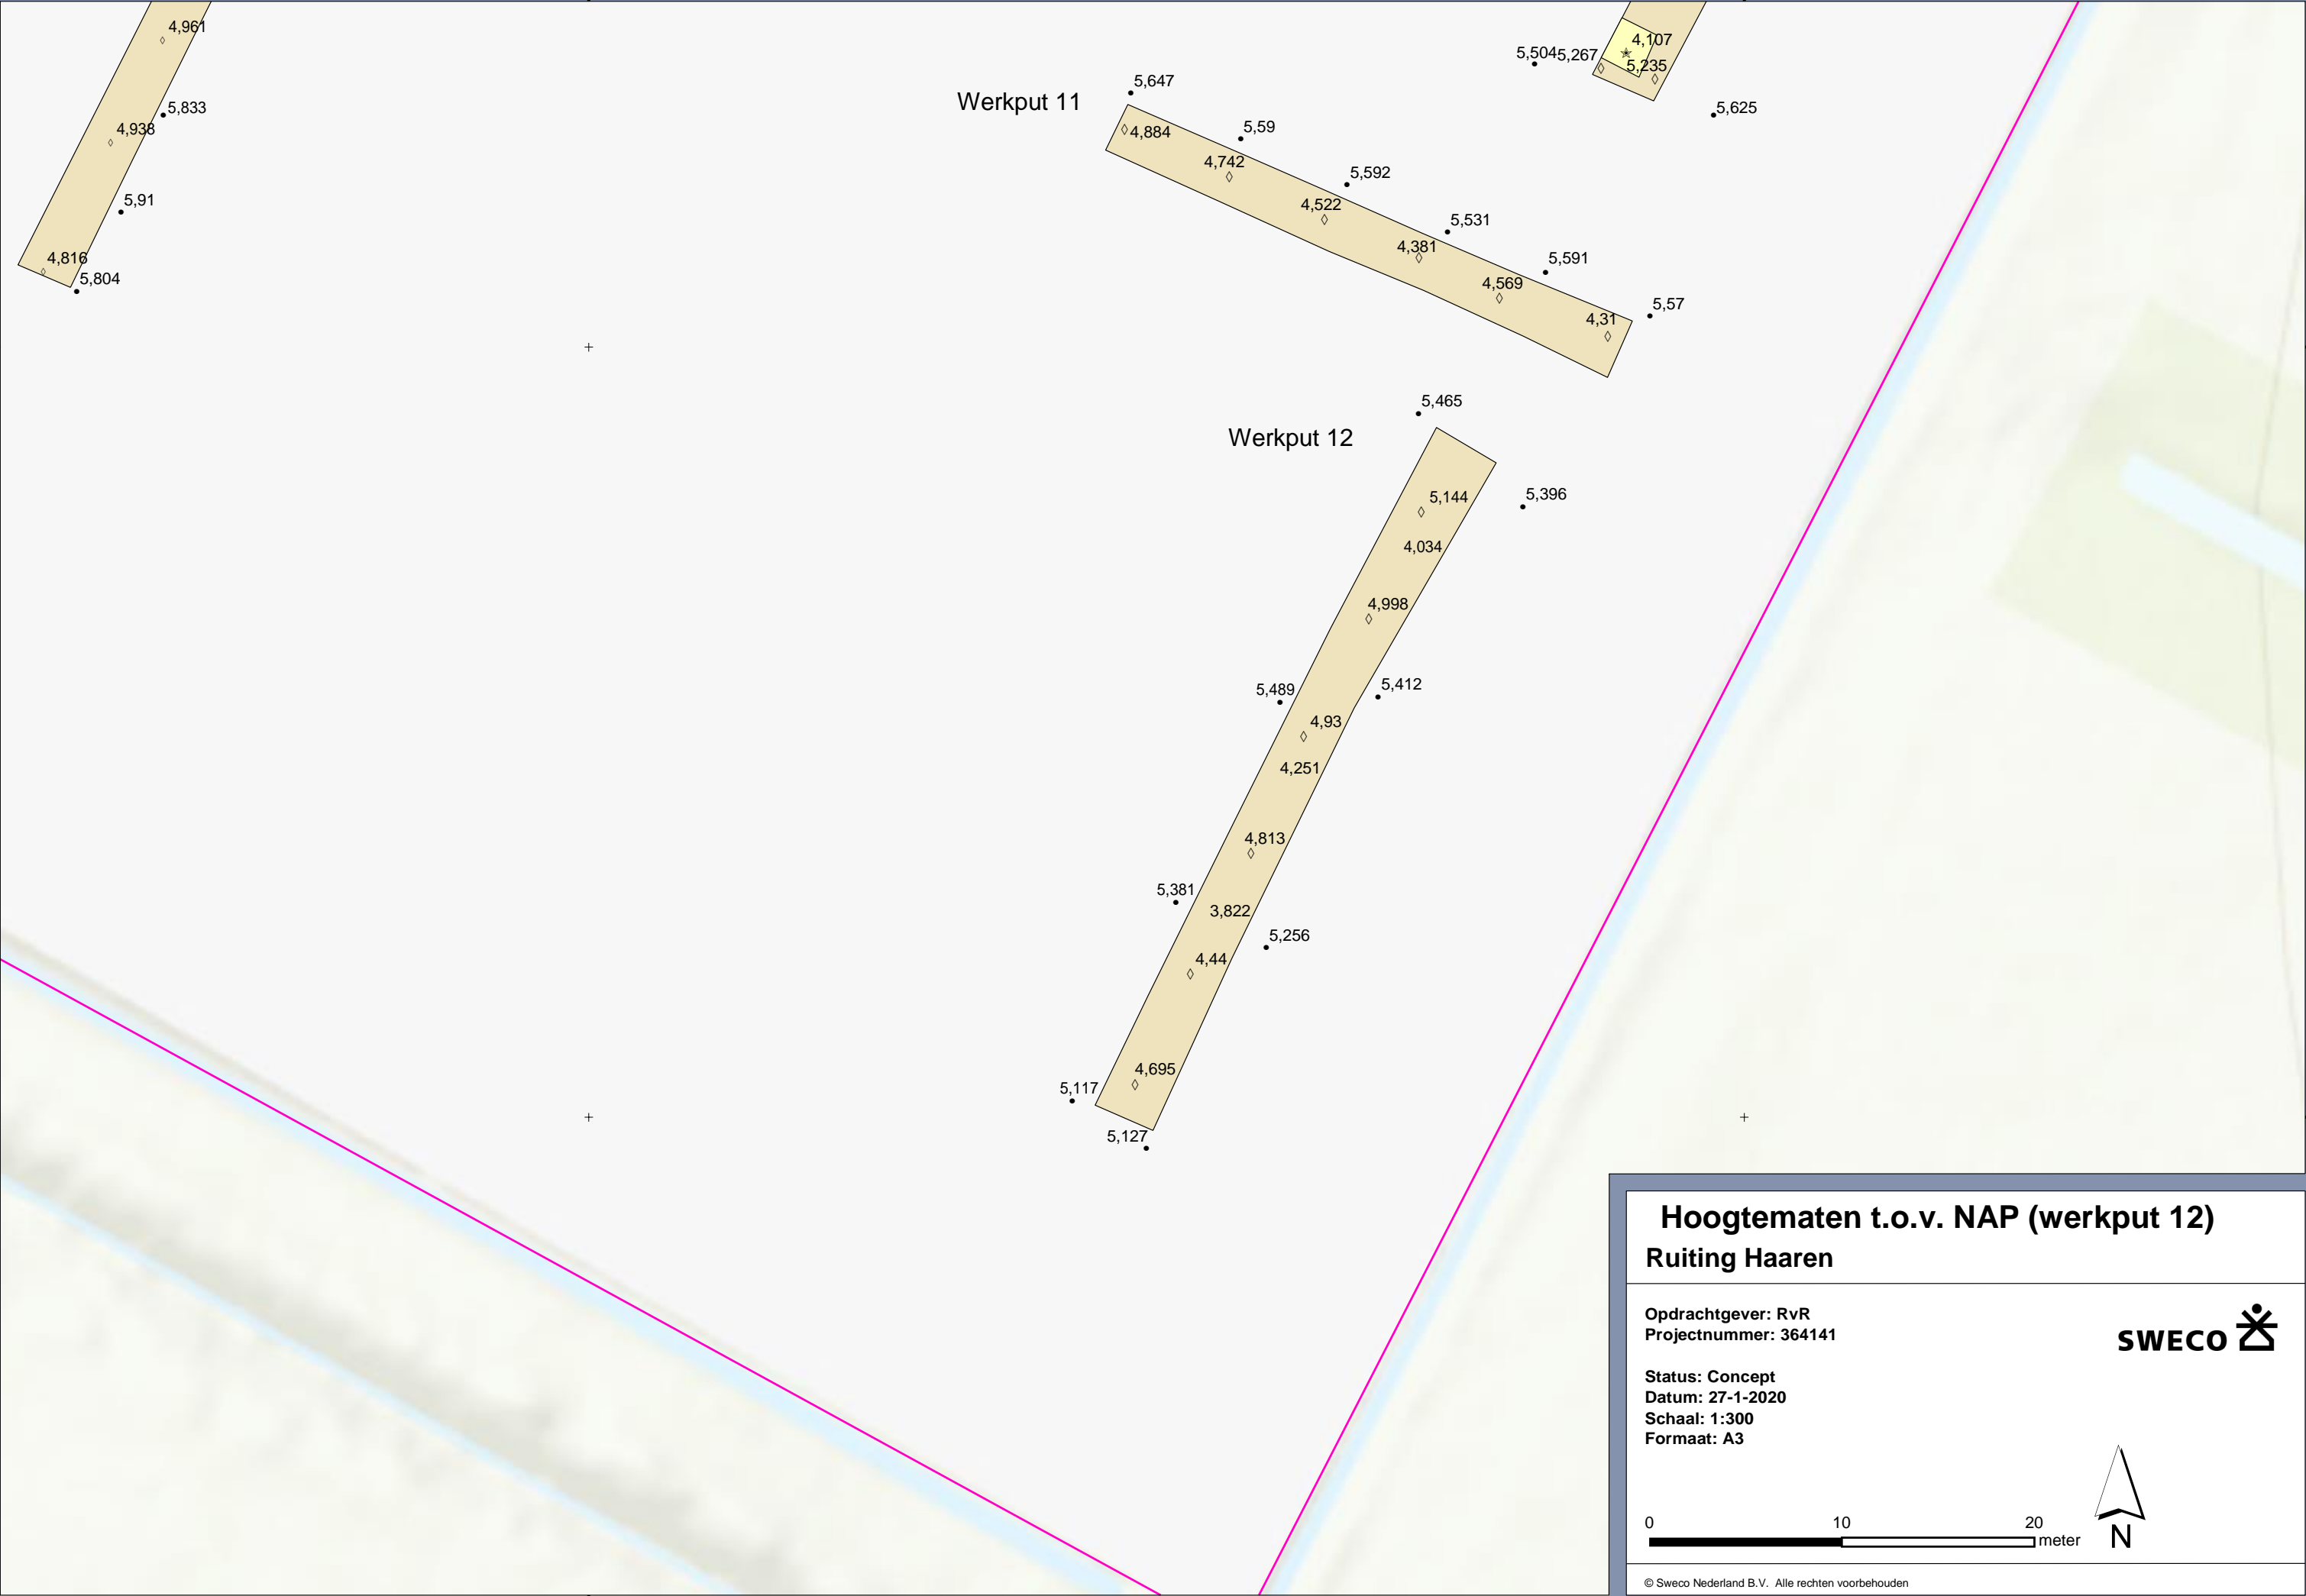 4,961
5,833
4,938
5,91
4,816
5,804
5,504
5,267
4,107
5,235
5,625
Werkput 11
5,647
4,884
5,59
4,742
5,592
4,522
5,531
4,381
5,591
4,569
5,57
4,31
Werkput 12
5,465
5,144
5,396
4,034
4,998
5,489
5,412
4,93
4,251
4,813
5,381
3,822
5,256
4,44
4,695
5,117
5,127
Hoogtematen t.o.v. NAP (werkput 12)
Ruiting Haaren
Opdrachtgever: RvR
Projectnummer: 364141
SWECO
Status: Concept
Datum: 27-1-2020
Schaal: 1:300
Formaat: A3
0 10 20
meter
N
© Sweco Nederland B.V. Alle rechten voorbehouden